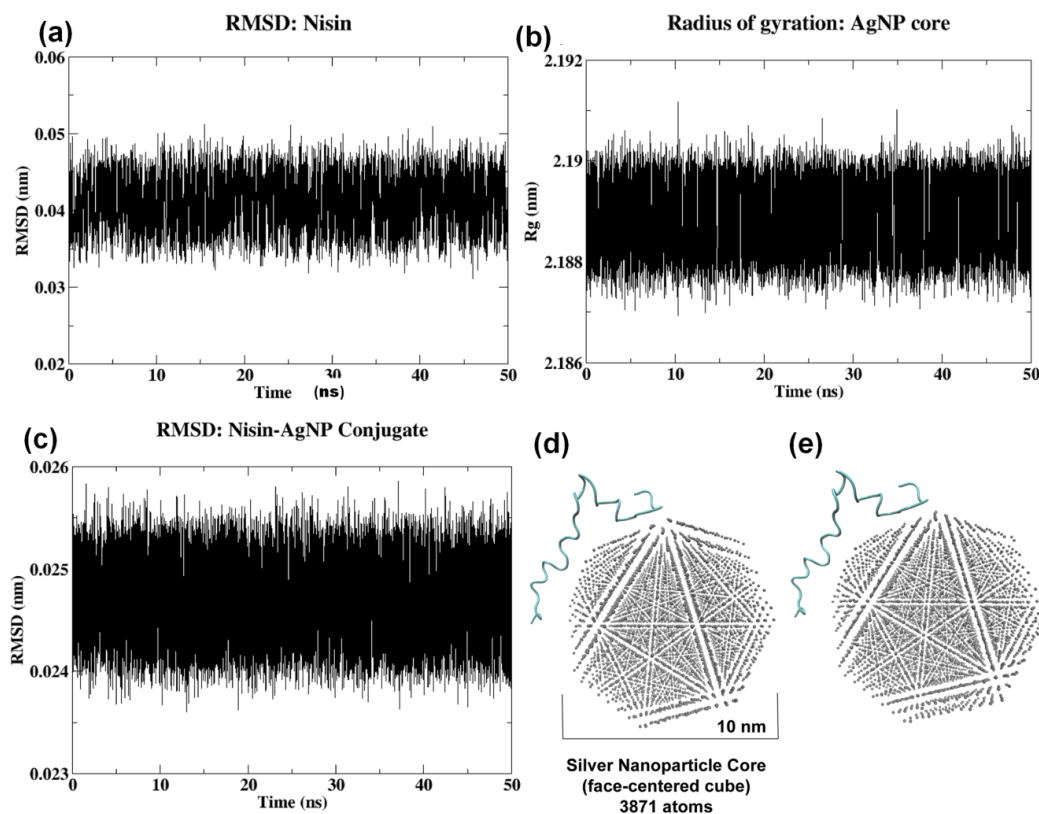 (a)
RMSD: Nisin
0.06
0.05
0.04
0.03
0.02
RMSD (nm)
0
10
20
30
40
50
Time (ns)
(b)
Radius of gyration: AgNP core
2.192
2.19
2.188
2.186
Rg (nm)
0
10
20
30
40
50
Time (ns)
(c)
RMSD: Nisin-AgNP Conjugate
0.026
0.025
0.024
0.023
RMSD (nm)
0
10
20
30
40
50
Time (ns)
(d)
10 nm
Silver Nanoparticle Core
(face-centered cube)
3871 atoms
(e)